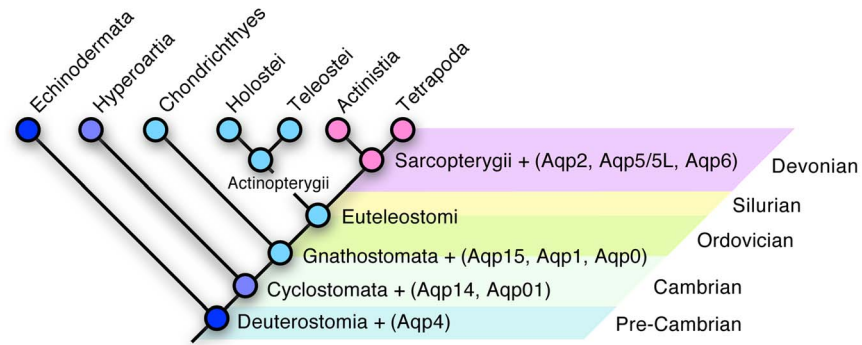 Echinodermata
Hyperoartia
Chondrichthyes
Holostei
Teleostei
Actinistia
Tetrapoda
Sarcopterygii + (Aqp2, Aqp5/5L, Aqp6)
Devonian
Actinopterygii
Silurian
Euteleostomi
Ordovician
Gnathostomata + (Aqp15, Aqp1, Aqp0)
Cambrian
Cyclostomata + (Aqp14, Aqp01)
Deuterostomia + (Aqp4)
Pre-Cambrian